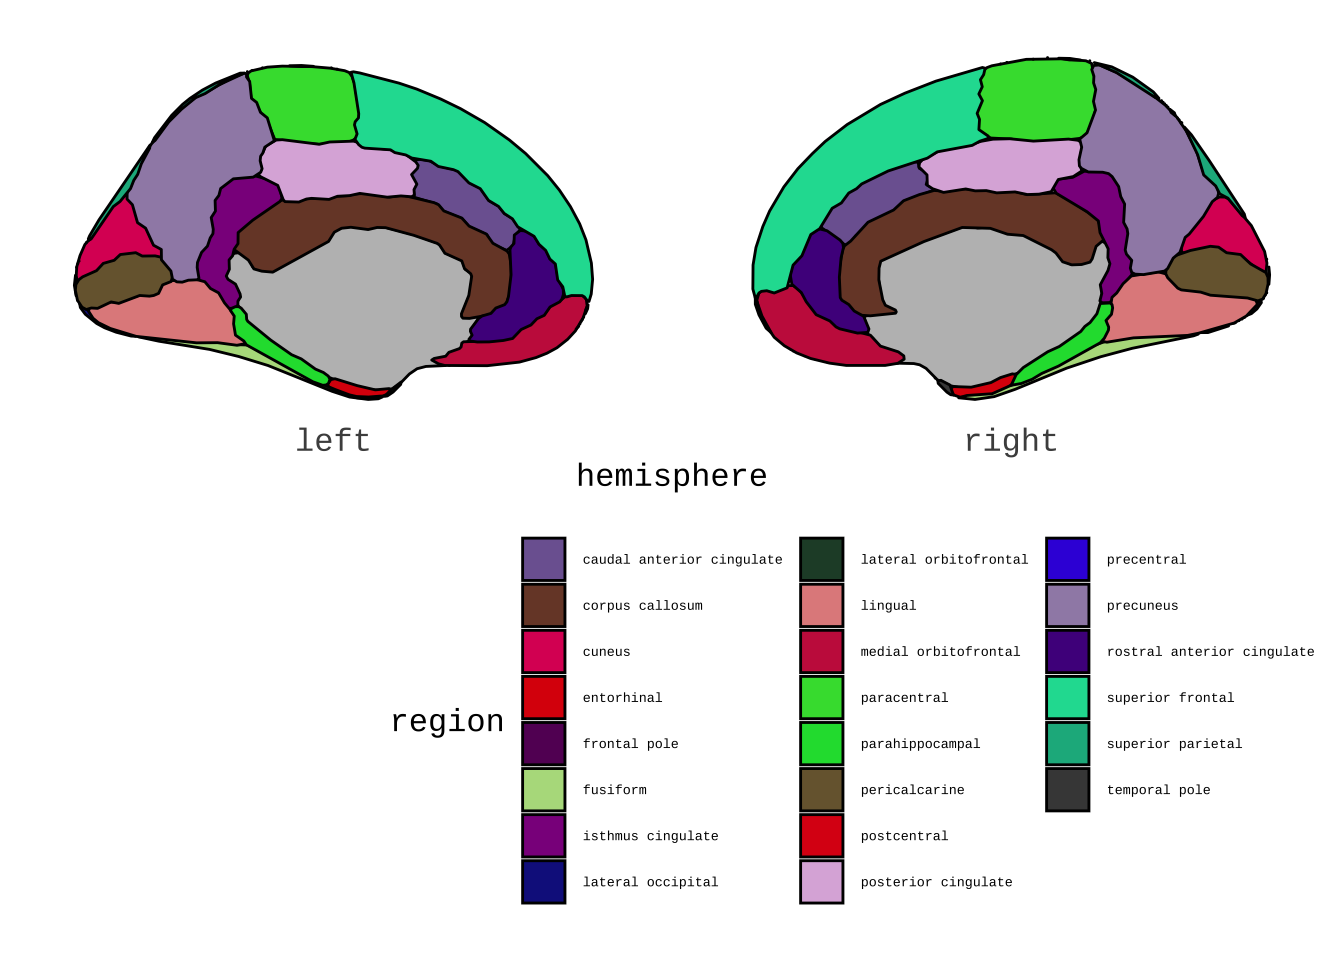 left
right
hemisphere
region
caudal anterior cingulate
corpus callosum
cuneus
entorhinal
frontal pole
fusiform
isthmus cingulate
lateral occipital
lateral orbitofrontal
lingual
medial orbitofrontal
paracentral
parahippocampal
pericalcarine
postcentral
posterior cingulate
precentral
precuneus
rostral anterior cingulate
superior frontal
superior parietal
temporal pole